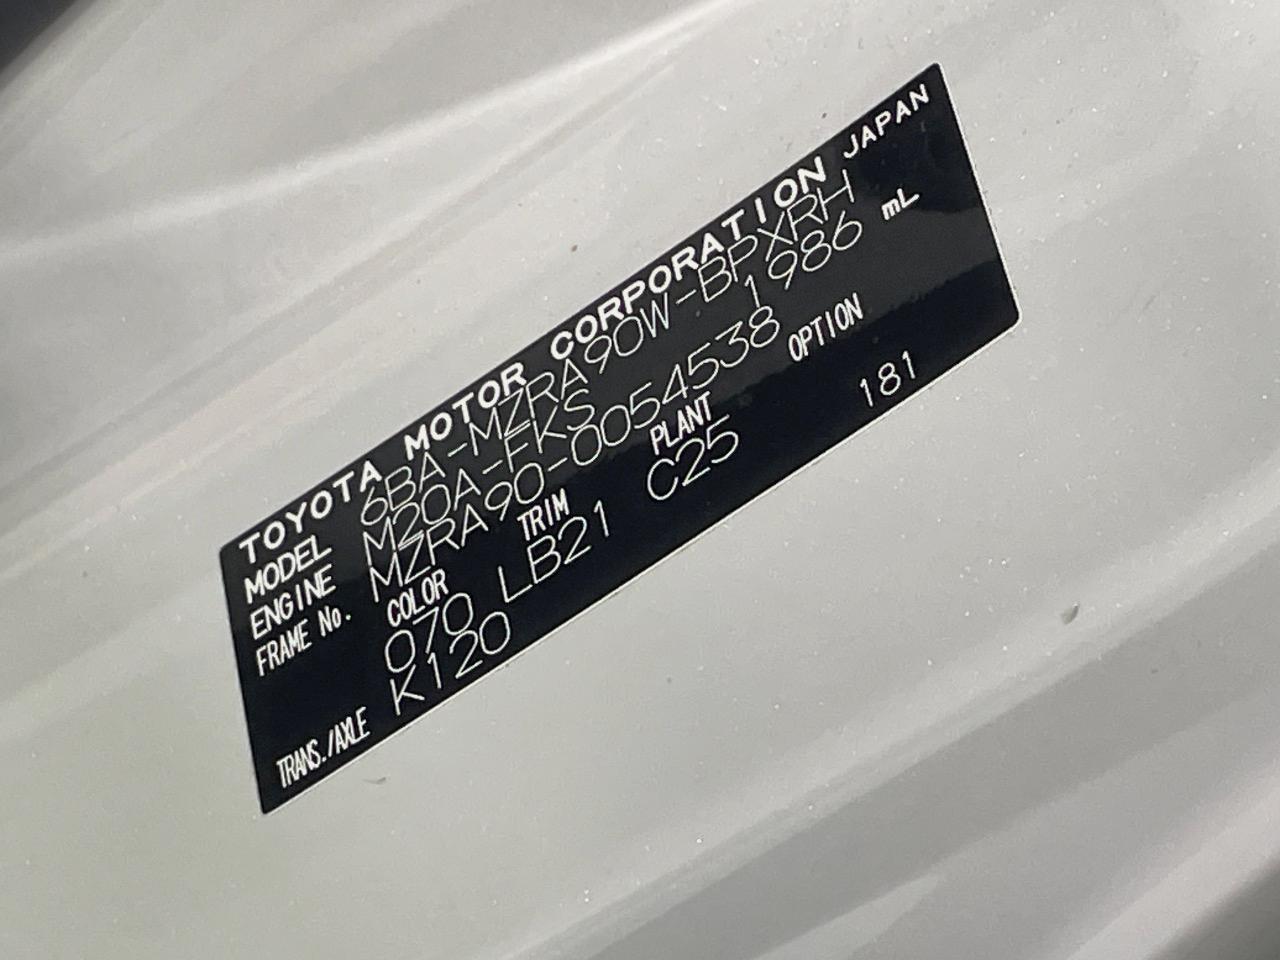 TOYOTA MOTOR CORPORATION JAPAN
MODEL 6BA-MZRA90W-BPXRH
ENGINE M20A-FKS 1986 mL
FRAME No. MZRA90-0054538
COLOR TRIM PLANT OPTION
070 LB21 C25 181
TRANS./AXLE K120